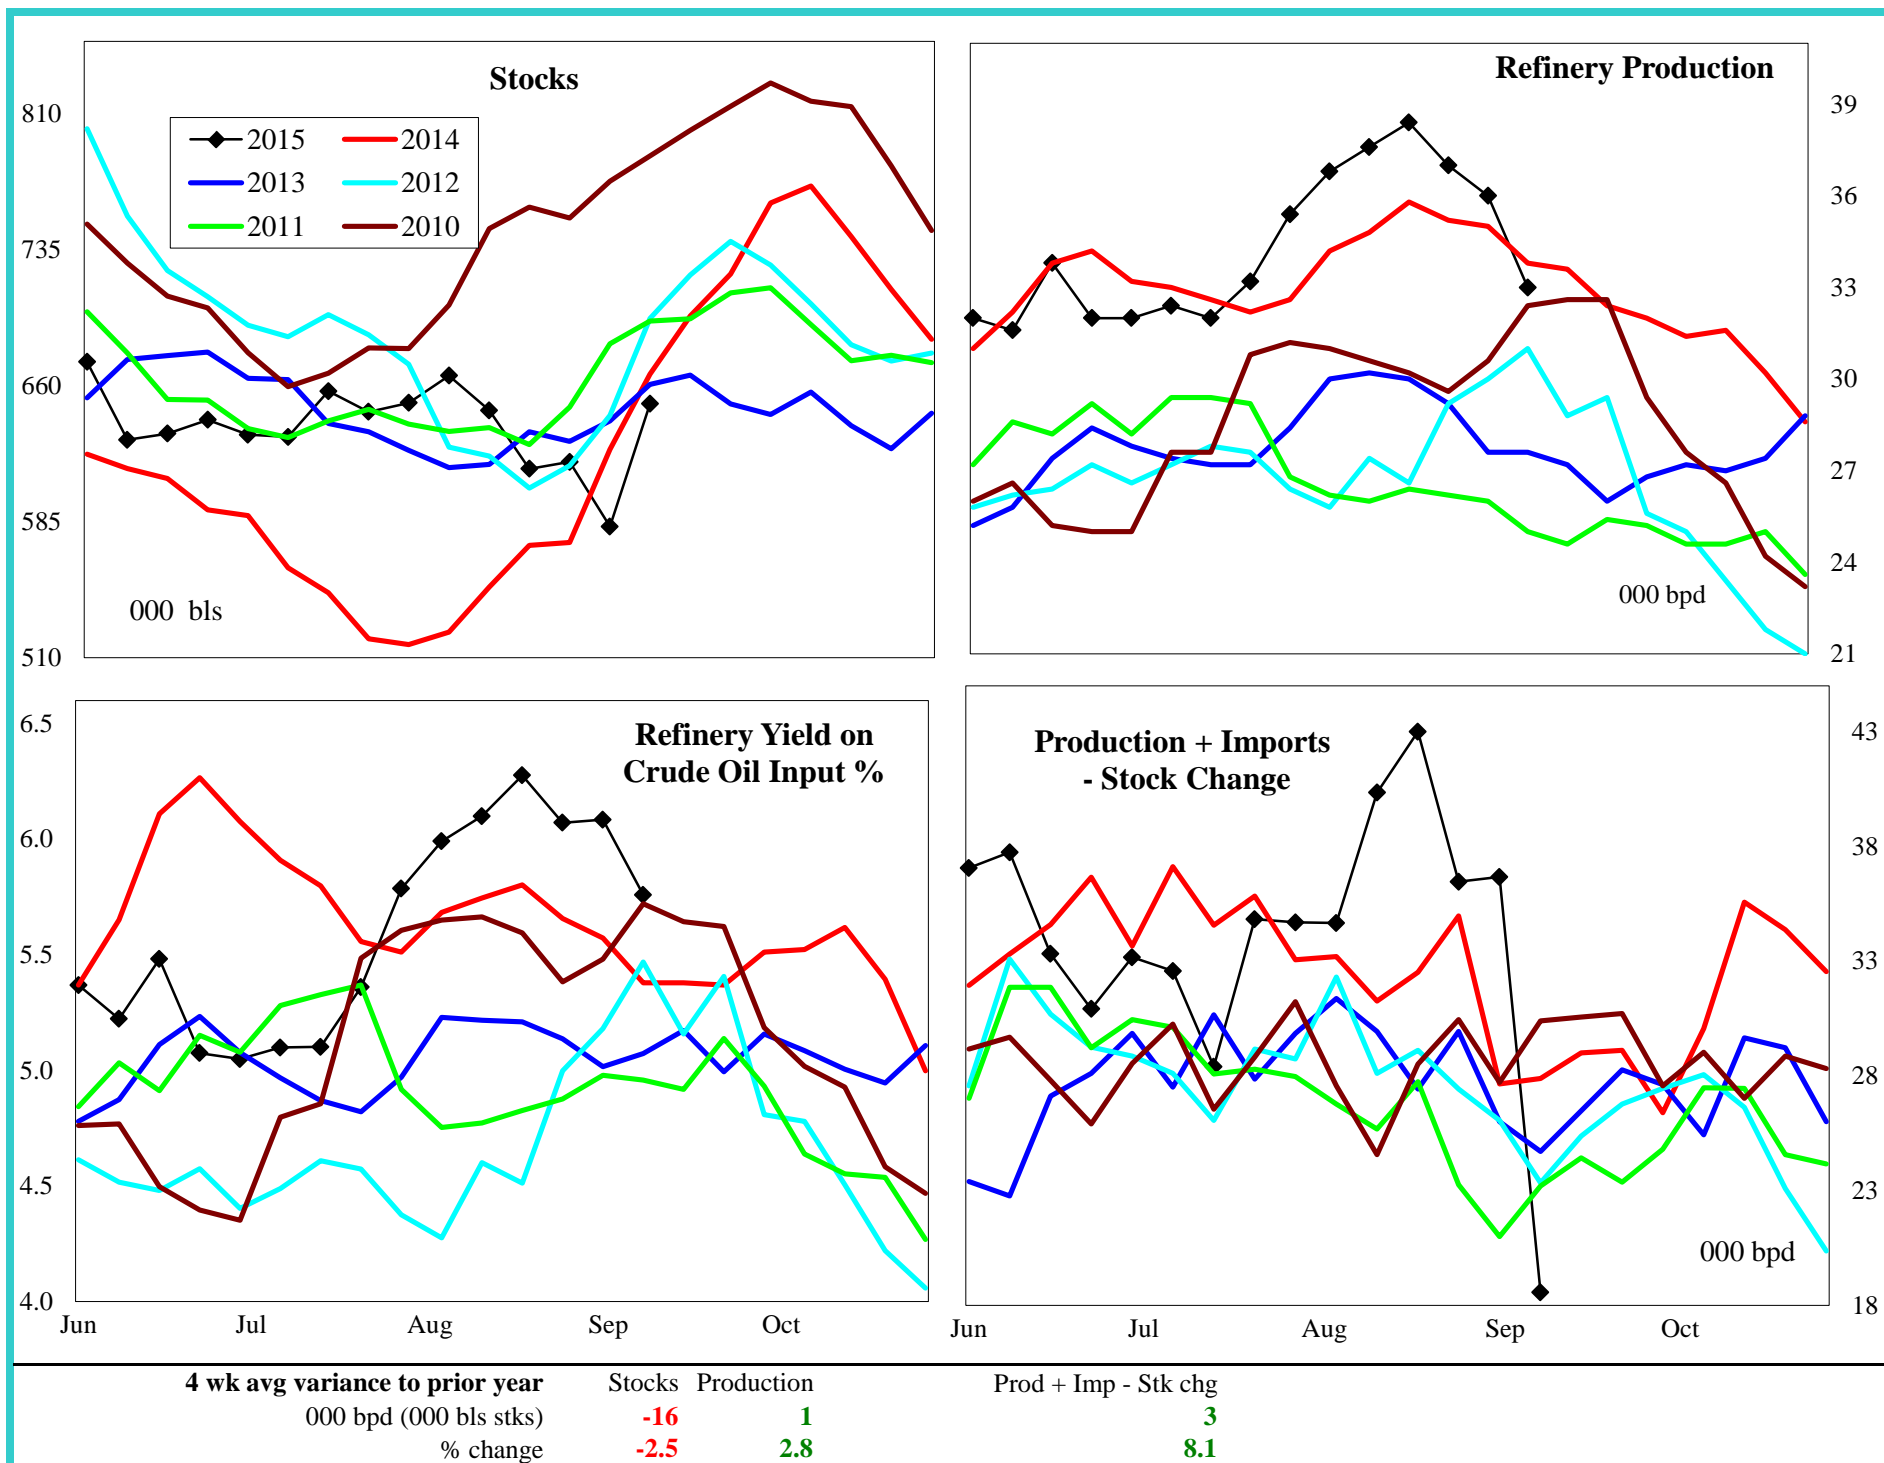 Stocks
810
735
660
585
510
2015
2014
2013
2012
2011
2010
000 bls
Refinery Production
39
36
33
30
27
24
21
000 bpd
Refinery Yield on
Crude Oil Input %
6.5
6.0
5.5
5.0
4.5
4.0
Jun Jul Aug Sep Oct
Production + Imports
- Stock Change
43
38
33
28
23
18
000 bpd
Jun Jul Aug Sep Oct
4 wk avg variance to prior year Stocks Production Prod + Imp - Stk chg
000 bpd (000 bls stks) -16 1 3
% change -2.5 2.8 8.1